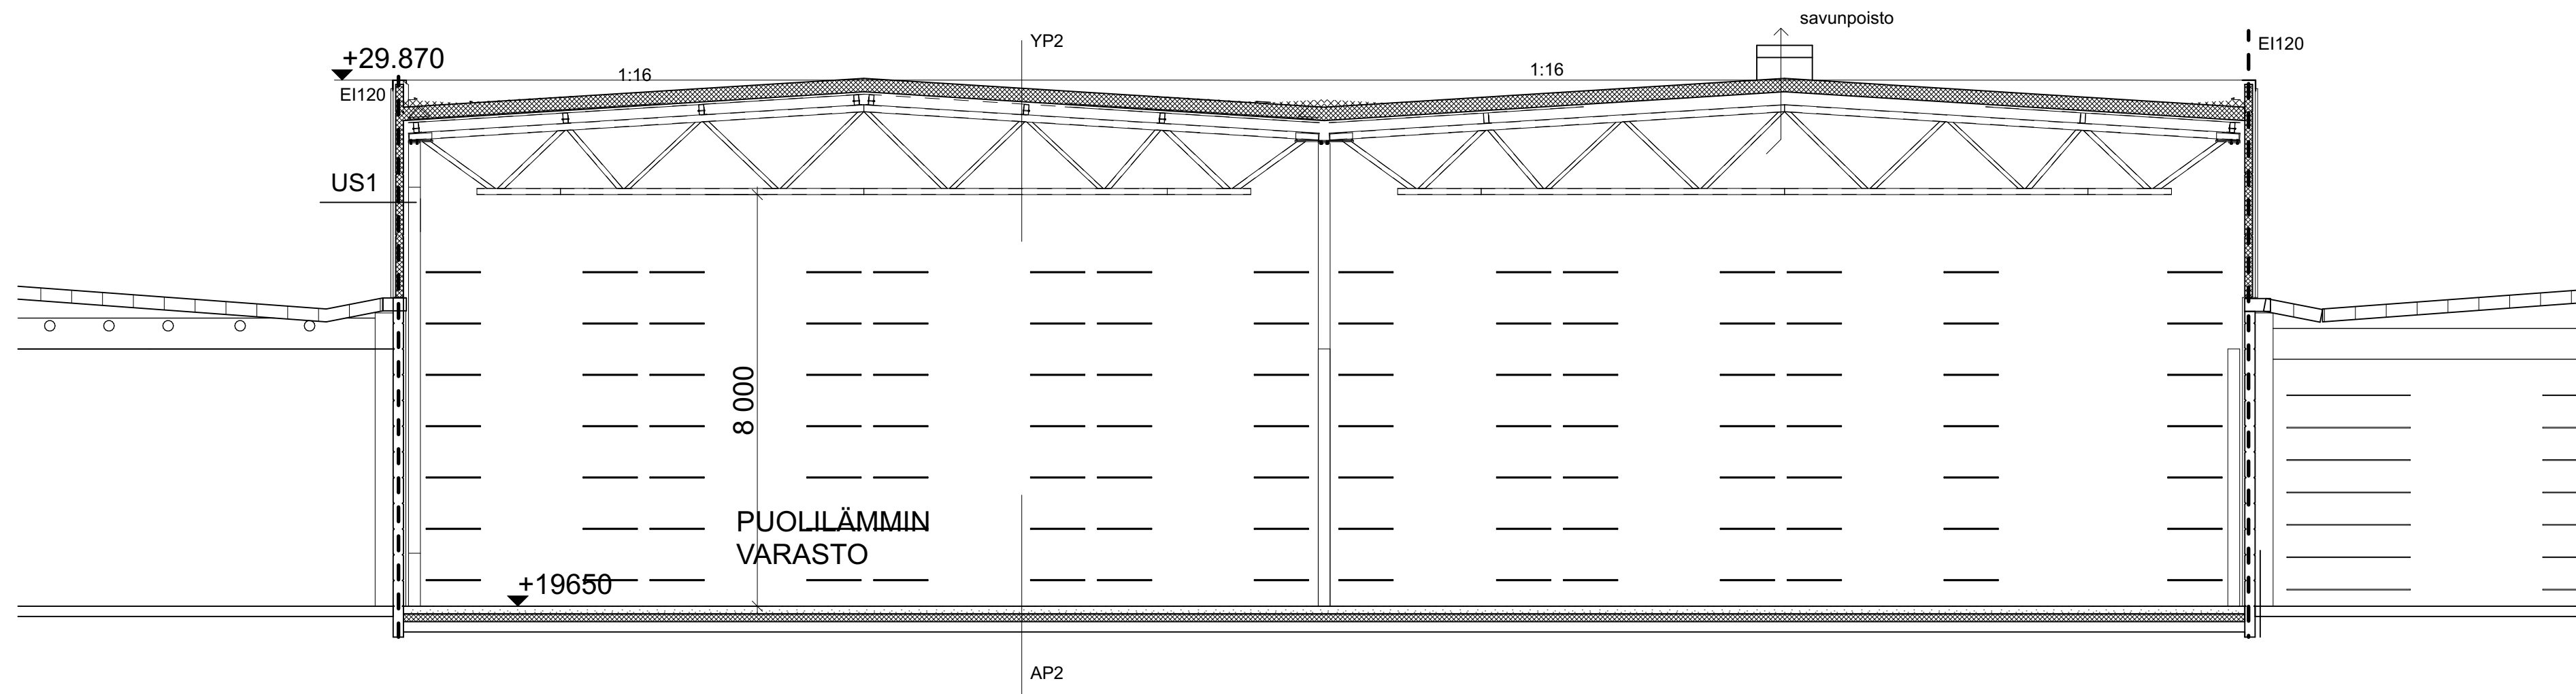 savunpoisto
YP2
EI120
+29.870
1:16
1:16
EI120
US1
8 000
PUOLILÄMMIN
VARASTO
+19650
AP2